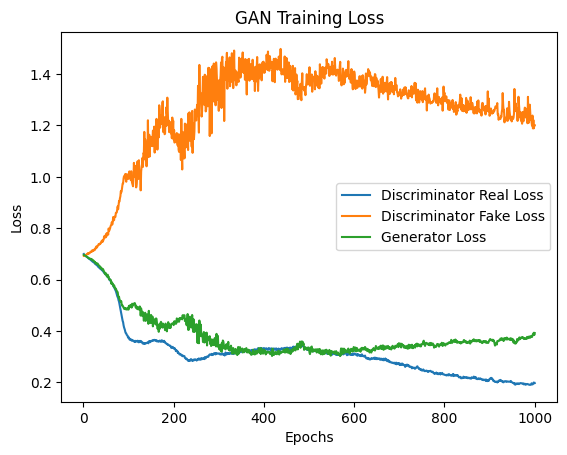 GAN Training Loss
Loss
1.4
1.2
1.0
0.8
0.6
0.4
0.2
Discriminator Real Loss
Discriminator Fake Loss
Generator Loss
0 200 400 600 800 1000
Epochs